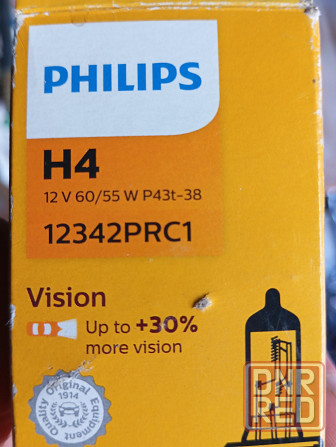 PHILIPS
H4
12 V 60/55 W P43t-38
12342PRC1
Vision
Up to +30%
more vision
Original Equipment
1914
Quality
DNR
RED